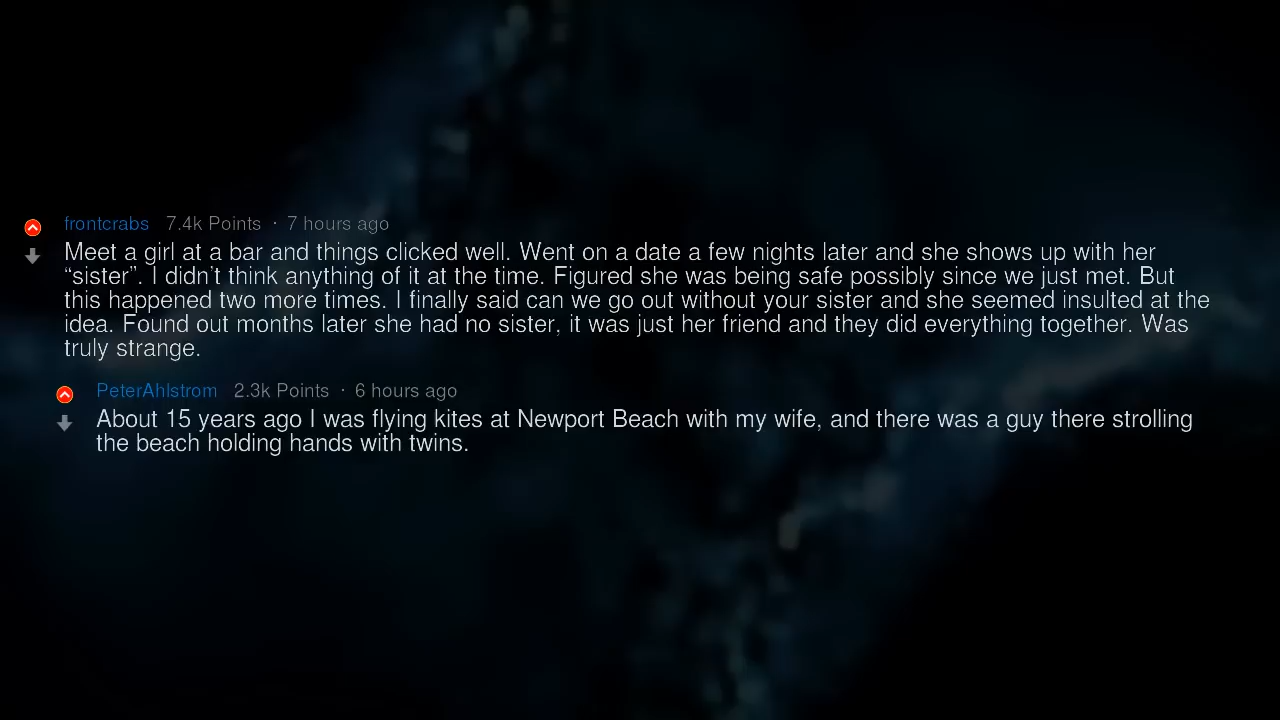 frontcrabs 7.4k Points · 7 hours ago
Meet a girl at a bar and things clicked well. Went on a date a few nights later and she shows up with her
“sister”. I didn’t think anything of it at the time. Figured she was being safe possibly since we just met. But
this happened two more times. I finally said can we go out without your sister and she seemed insulted at the
idea. Found out months later she had no sister, it was just her friend and they did everything together. Was
truly strange.
PeterAhlstrom 2.3k Points · 6 hours ago
About 15 years ago I was flying kites at Newport Beach with my wife, and there was a guy there strolling
the beach holding hands with twins.